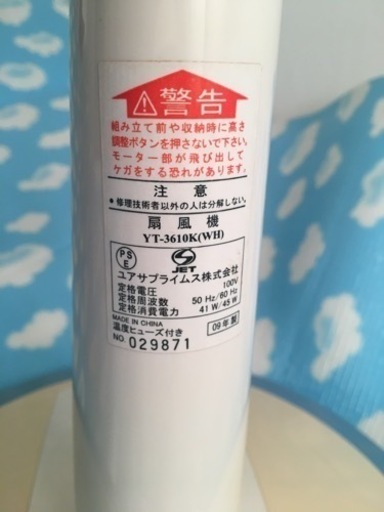 警告
組み立て前や収納時に高さ
調整ボタンを押さないで下さい。
モーター部が飛び出して
ケガをする恐れがあります。
注意
●修理技術者以外の人は分解しない。
扇風機
YT-3610K(WH)
PS
E
JET
ユアサプライムス株式会社
定格電圧 100V
定格周波数 50 Hz/60 Hz
定格消費電力 41 W/45 W
MADE IN CHINA
温度ヒューズ付き
09年製
NO. 029871